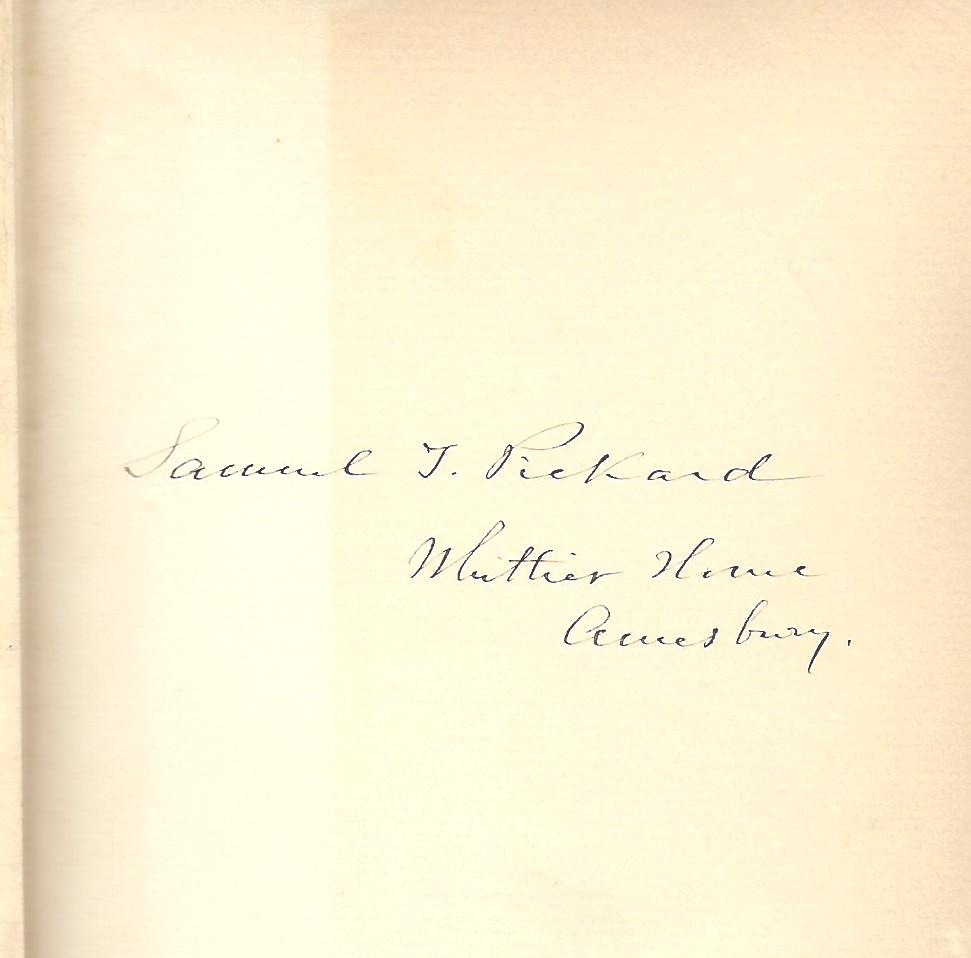 Samuel T. Pickard
Whittier Home
Amesbury.